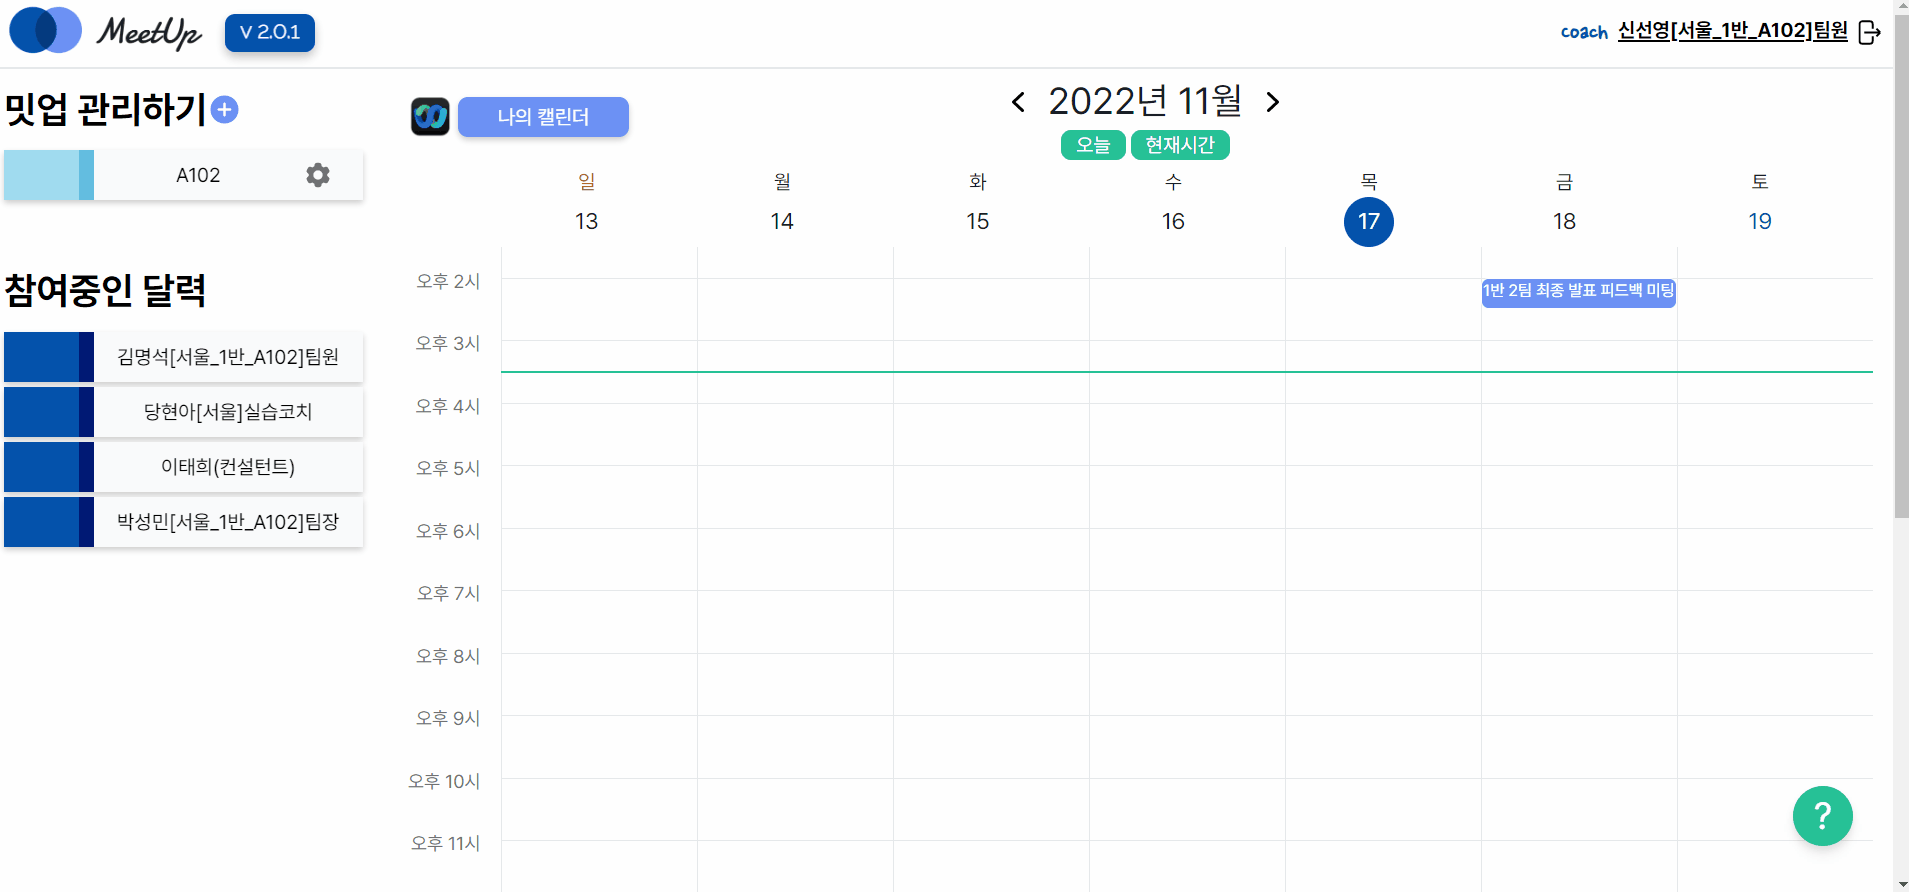 MeetUp
V 2.0.1
coach 신선영[서울_1반_A102]팀원
밋업 관리하기
A102
참여중인 달력
김명석[서울_1반_A102]팀원
당현아[서울]실습코치
이태희(컨설턴트)
박성민[서울_1반_A102]팀장
나의 캘린더
2022년 11월
오늘 현재시간
일 월 화 수 목 금 토
13 14 15 16 17 18 19
오후 2시
1반 2팀 최종 발표 피드백 미팅
오후 3시
오후 4시
오후 5시
오후 6시
오후 7시
오후 8시
오후 9시
오후 10시
오후 11시
?